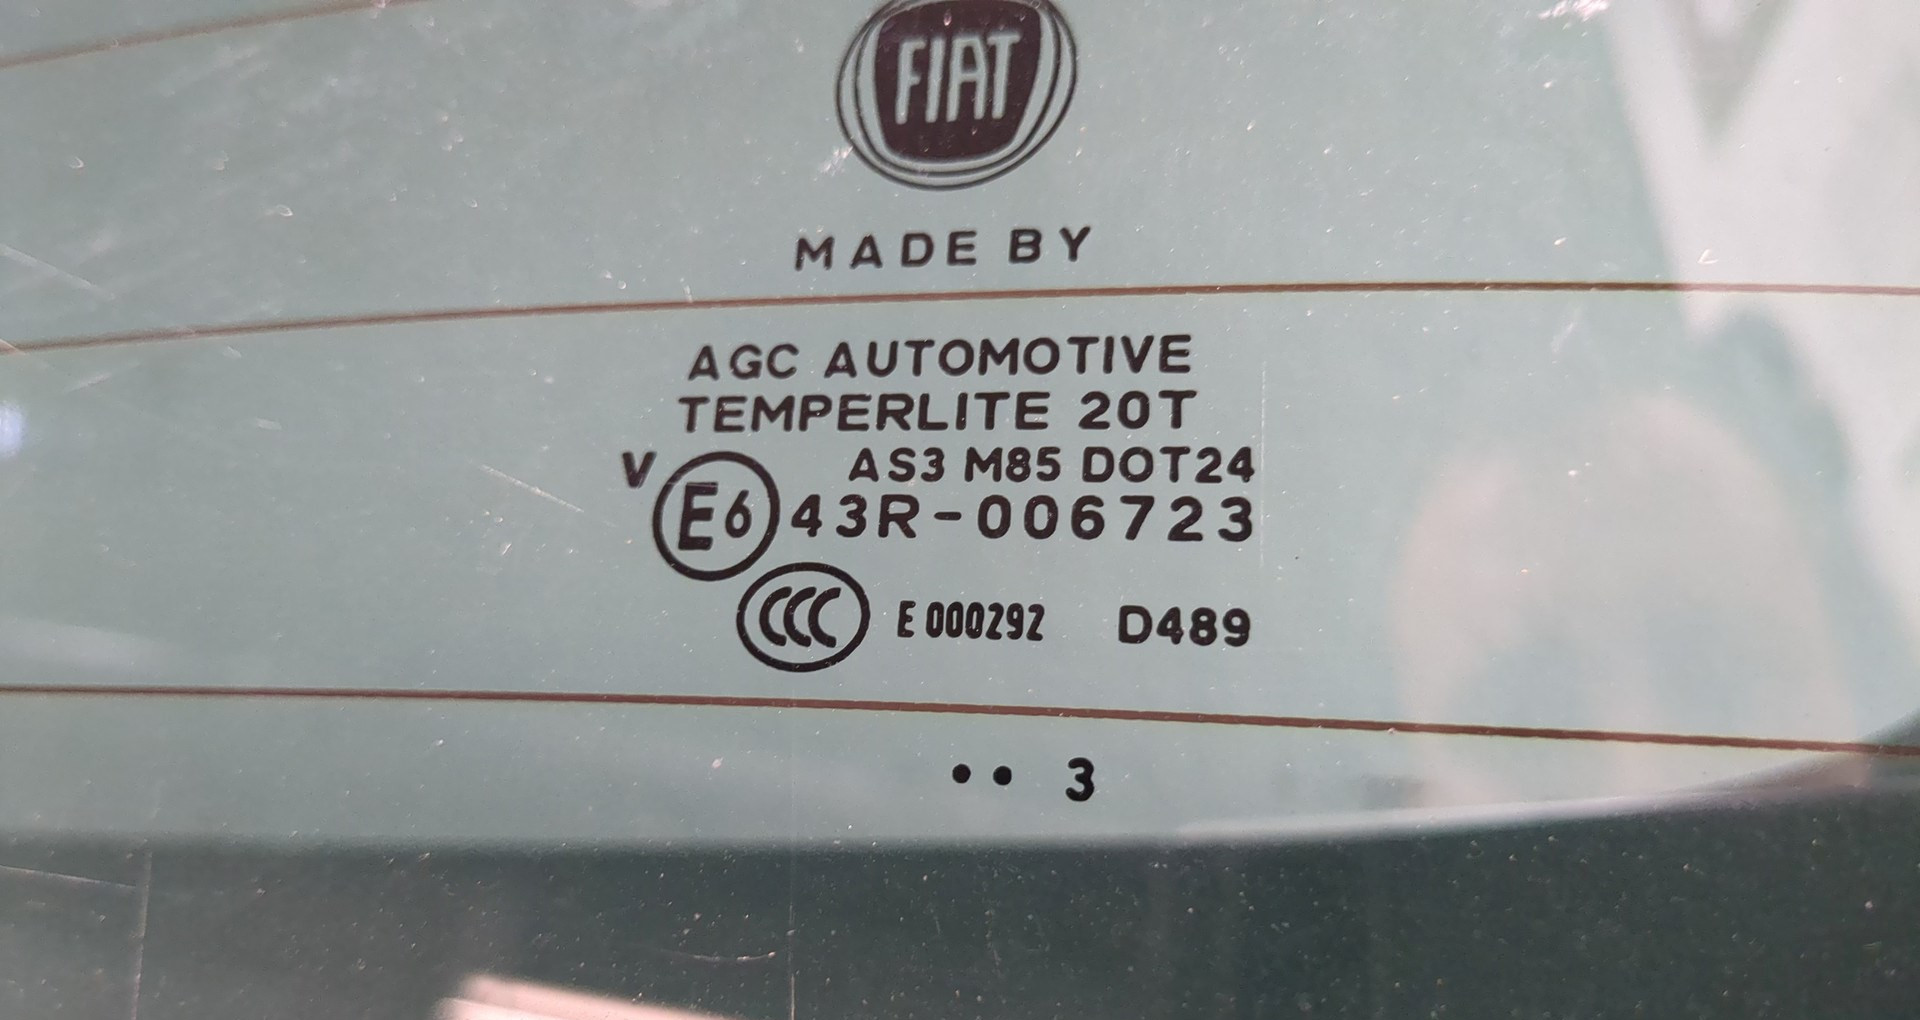 FIAT
MADE BY
AGC AUTOMOTIVE
TEMPERLITE 20T
V AS3 M85 DOT24
E6 43R-006723
CCC E 000292 D489
•• 3